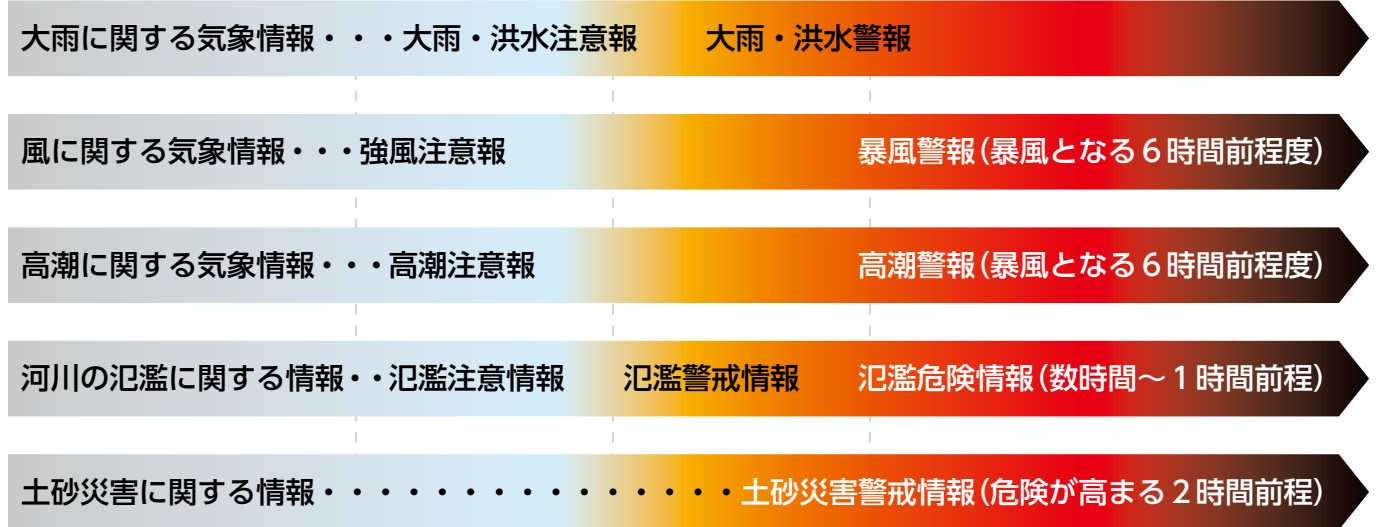 大雨に関する気象情報・・・大雨・洪水注意報　大雨・洪水警報
風に関する気象情報・・・強風注意報　暴風警報（暴風となる６時間前程度）
高潮に関する気象情報・・・高潮注意報　高潮警報（暴風となる６時間前程度）
河川の氾濫に関する情報・・氾濫注意情報　氾濫警戒情報　氾濫危険情報（数時間～１時間前程）
土砂災害に関する情報・・・・・・・・・・・・・・・土砂災害警戒情報（危険が高まる２時間前程）